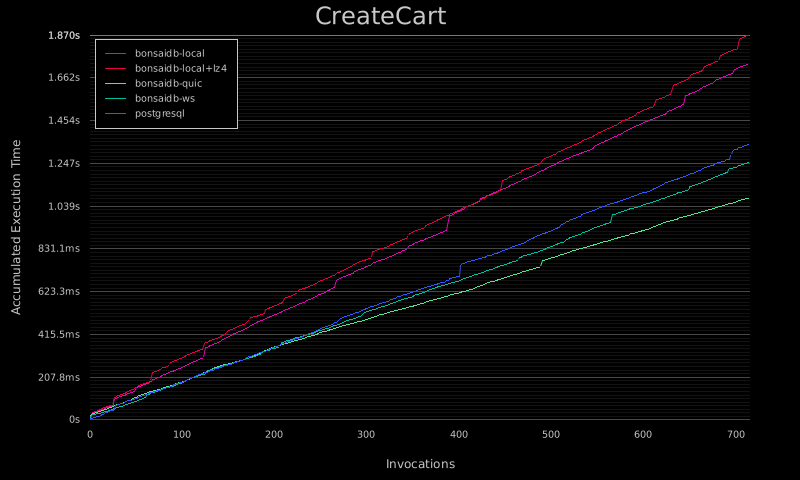 CreateCart
1.870s
1.662s
1.454s
1.247s
1.039s
831.1ms
623.3ms
415.5ms
207.8ms
0s
Accumulated Execution Time
bonsaidb-local
bonsaidb-local+lz4
bonsaidb-quic
bonsaidb-ws
postgresql
0 100 200 300 400 500 600 700
Invocations